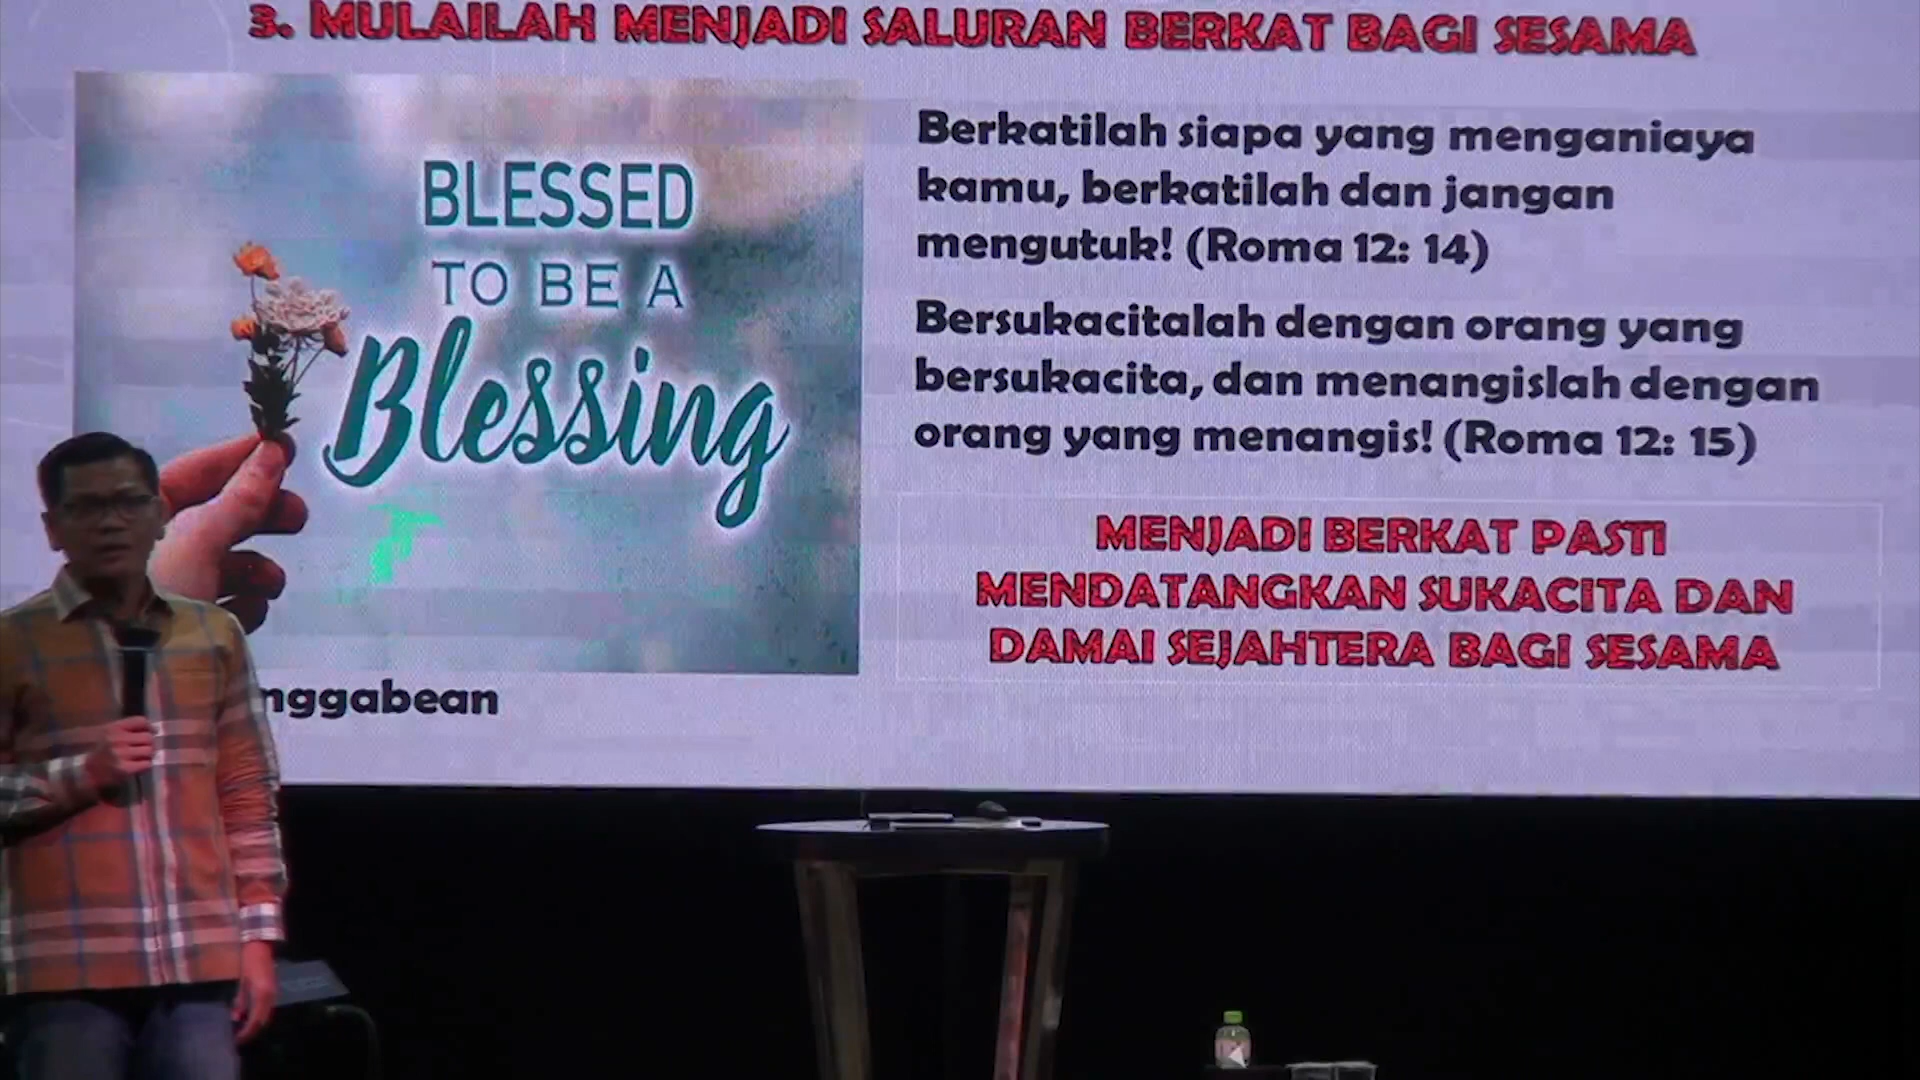 3. MULAILAH MENJADI SALURAN BERKAT BAGI SESAMA
BLESSED
TO BE A
Blessing
Berkatilah siapa yang menganiaya
kamu, berkatilah dan jangan
mengutuk! (Roma 12: 14)
Bersukacitalah dengan orang yang
bersukacita, dan menangislah dengan
orang yang menangis! (Roma 12: 15)
MENJADI BERKAT PASTI
MENDATANGKAN SUKACITA DAN
DAMAI SEJAHTERA BAGI SESAMA
nggabean